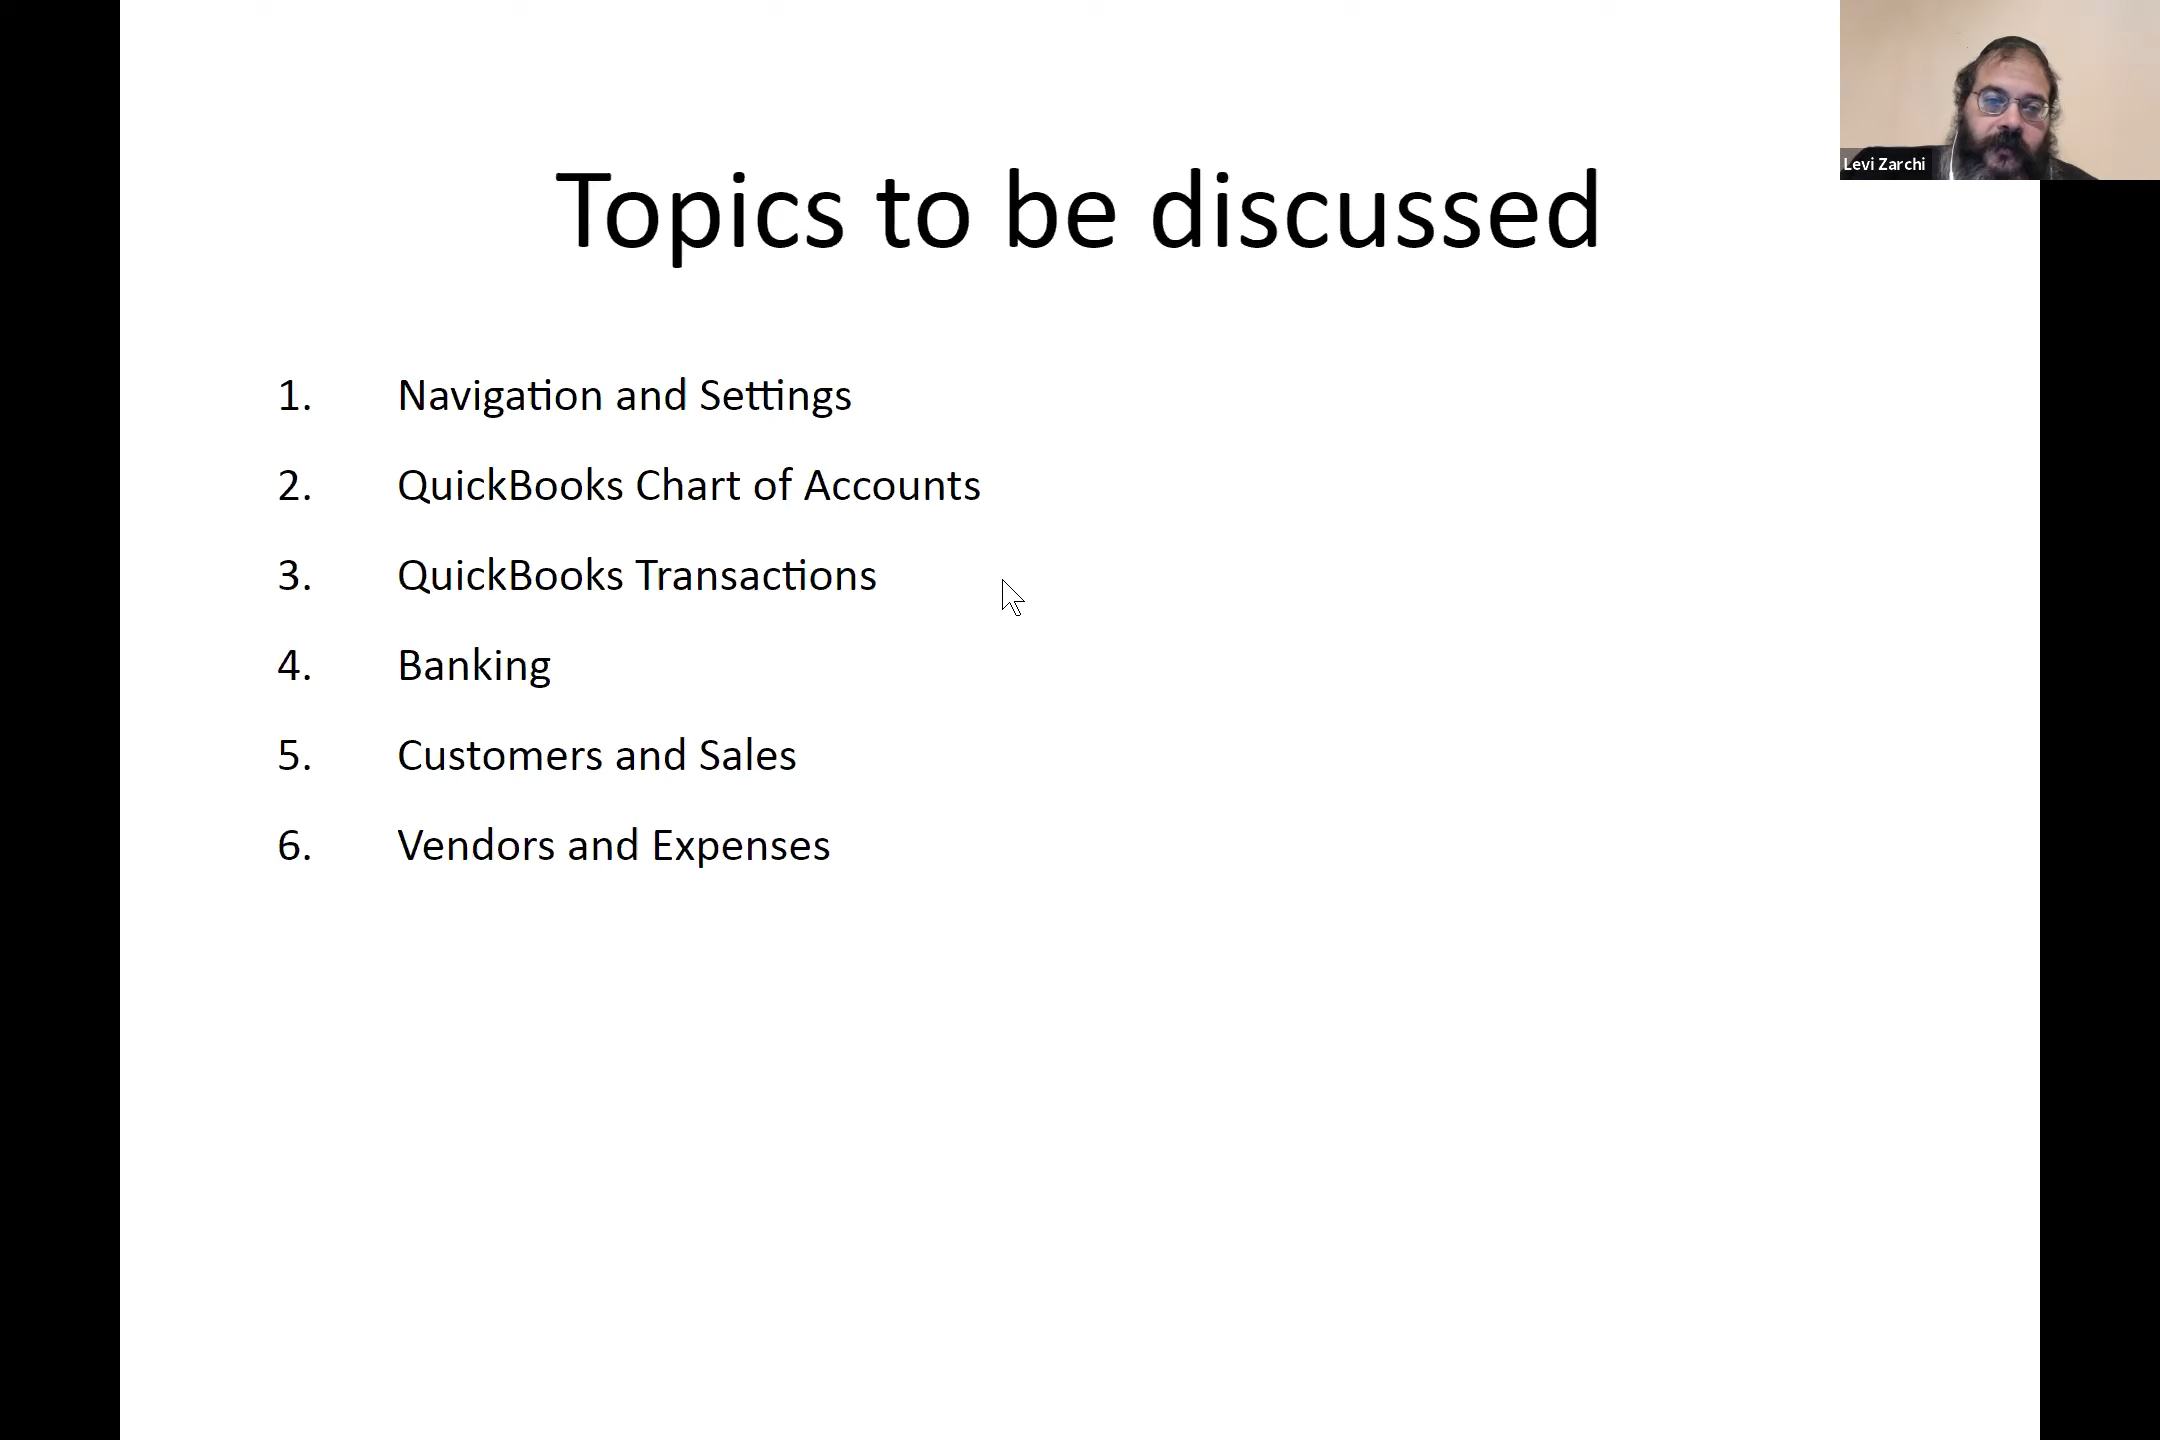 Levi Zarchi
Topics to be discussed
1. Navigation and Settings
2. QuickBooks Chart of Accounts
3. QuickBooks Transactions
4. Banking
5. Customers and Sales
6. Vendors and Expenses